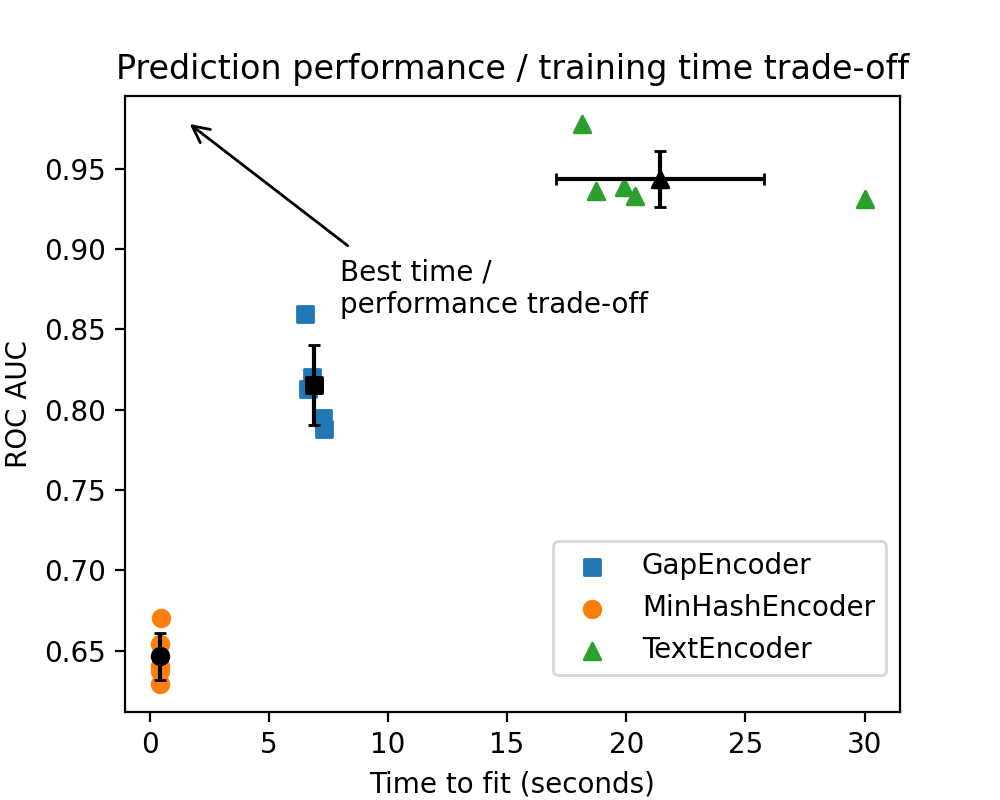 Prediction performance / training time trade-off
0.95
0.90
0.85
0.80
0.75
0.70
0.65
ROC AUC
Best time /
performance trade-off
GapEncoder
MinHashEncoder
TextEncoder
0 5 10 15 20 25 30
Time to fit (seconds)